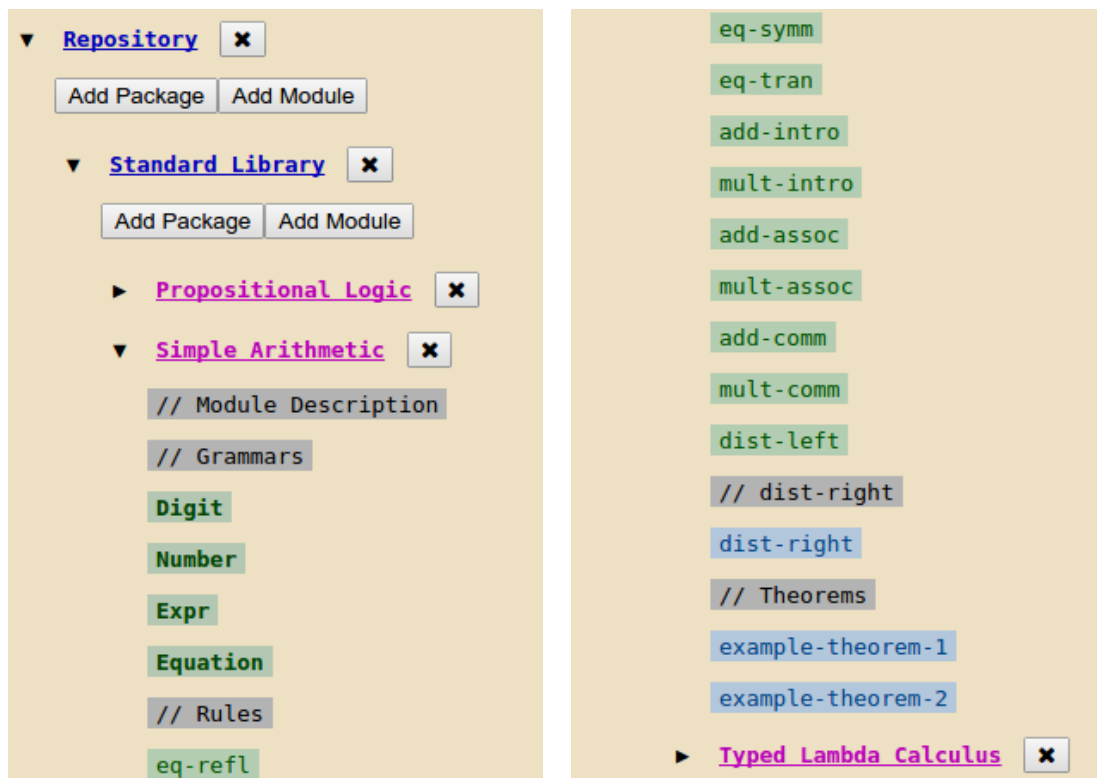 ▼ Repository ✖
Add Package Add Module
▼ Standard Library ✖
Add Package Add Module
► Propositional Logic ✖
▼ Simple Arithmetic ✖
// Module Description
// Grammars
Digit
Number
Expr
Equation
// Rules
eq-refl
eq-symm
eq-tran
add-intro
mult-intro
add-assoc
mult-assoc
add-comm
mult-comm
dist-left
// dist-right
dist-right
// Theorems
example-theorem-1
example-theorem-2
► Typed Lambda Calculus ✖